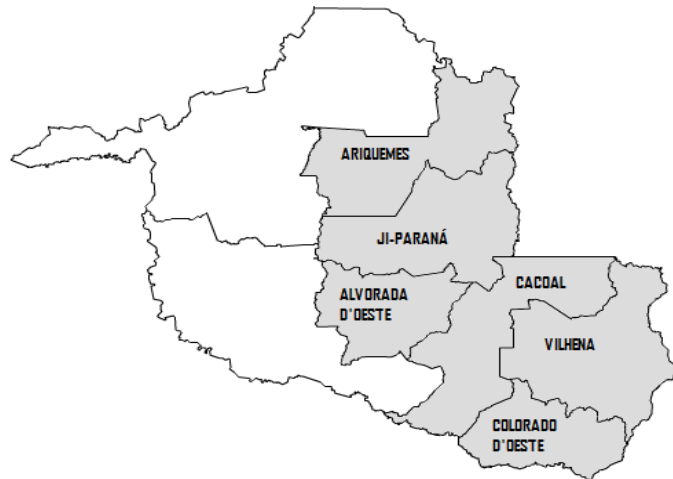 ARIQUEMES
JI-PARANÁ
CACOAL
ALVORADA
D'OESTE
VILHENA
COLORADO
D'OESTE